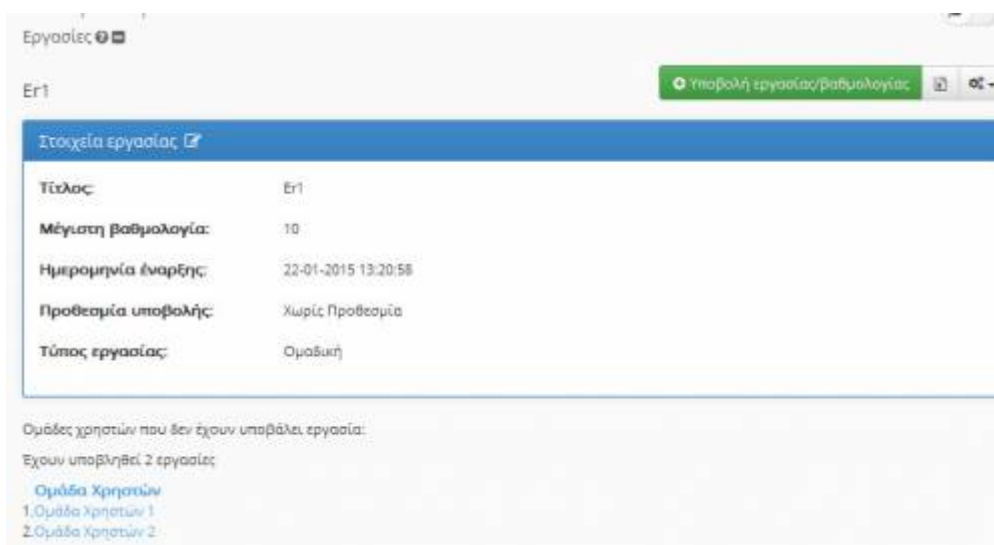 Εργασίες
Er1
Υποβολή εργασίας/βαθμολογίας
Στοιχεία εργασίας
Τίτλος: Er1
Μέγιστη βαθμολογία: 10
Ημερομηνία έναρξης: 22-01-2015 13:20:58
Προθεσμία υποβολής: Χωρίς Προθεσμία
Τύπος εργασίας: Ομαδική
Ομάδες χρηστών που δεν έχουν υποβάλει εργασία:
Έχουν υποβληθεί 2 εργασίες
Ομάδα Χρηστών
1.Ομάδα Χρηστών 1
2.Ομάδα Χρηστών 2